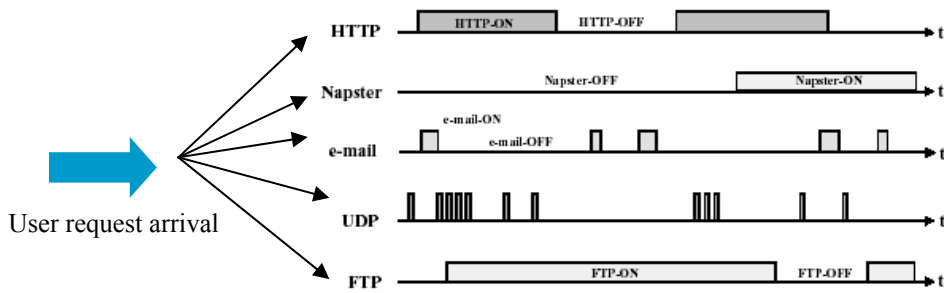 HTTP HTTP-ON HTTP-OFF t
Napster Napster-OFF Napster-ON t
e-mail-ON
e-mail e-mail-OFF t
User request arrival
UDP t
FTP FTP-ON FTP-OFF t